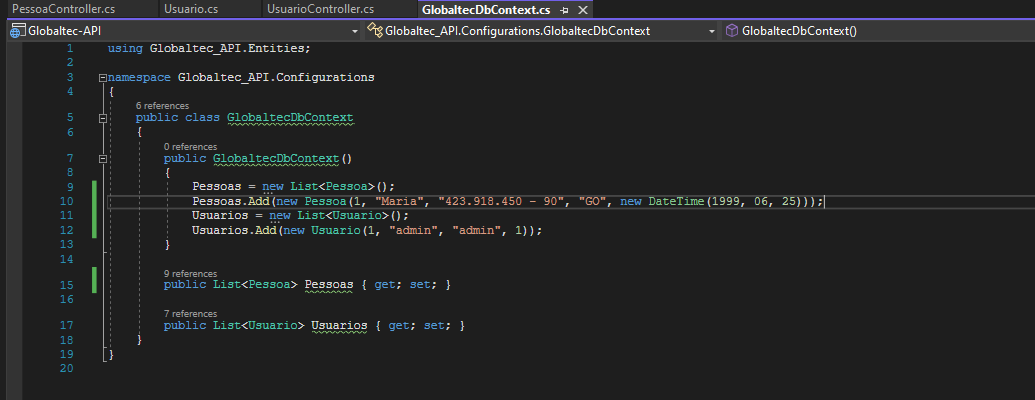 PessoaController.cs Usuario.cs UsuarioController.cs GlobaltecDbContext.cs
Globaltec-API Globaltec_API.Configurations.GlobaltecDbContext GlobaltecDbContext()
1 using Globaltec_API.Entities;
2
3 namespace Globaltec_API.Configurations
4 {
6 references
5 public class GlobaltecDbContext
6 {
0 references
7 public GlobaltecDbContext()
8 {
9 Pessoas = new List<Pessoa>();
10 Pessoas.Add(new Pessoa(1, "Maria", "423.918.450 - 90", "GO", new DateTime(1999, 06, 25)));
11 Usuarios = new List<Usuario>();
12 Usuarios.Add(new Usuario(1, "admin", "admin", 1));
13 }
14
9 references
15 public List<Pessoa> Pessoas { get; set; }
16
7 references
17 public List<Usuario> Usuarios { get; set; }
18 }
19 }
20